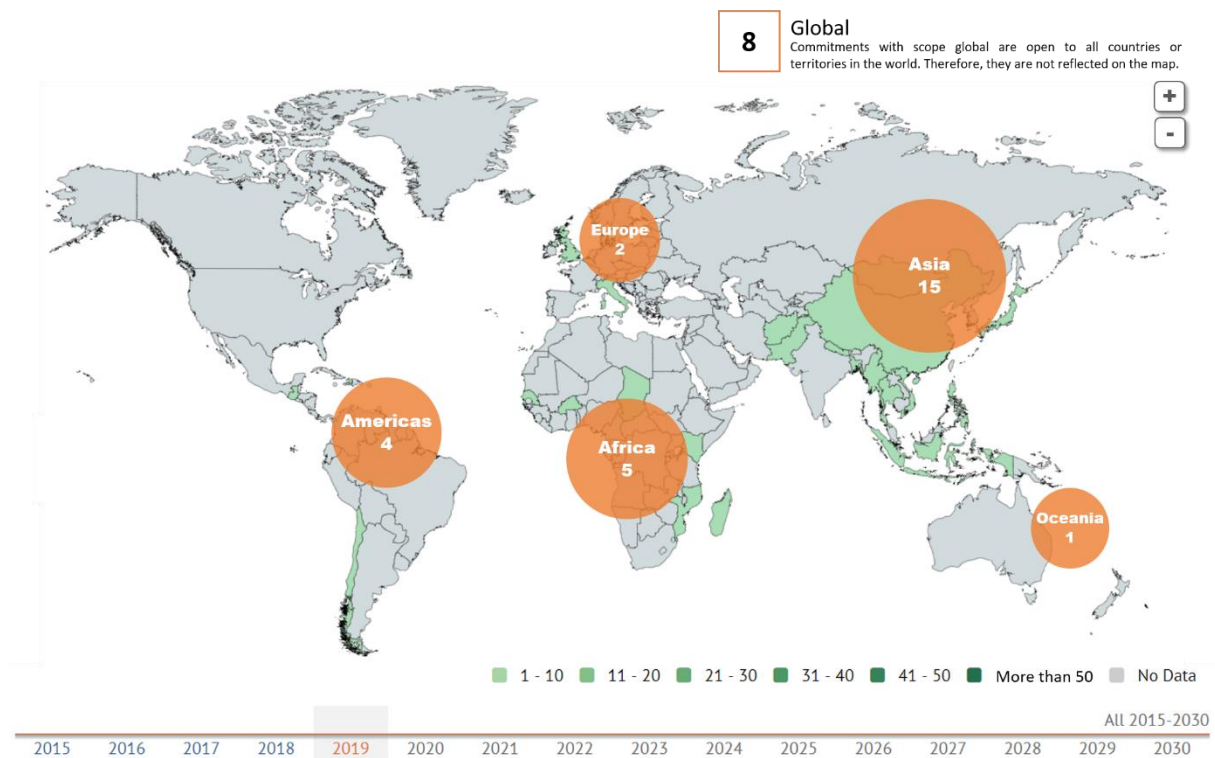 8
Global
Commitments with scope global are open to all countries or
territories in the world. Therefore, they are not reflected on the map.
+
-
Europe
2
Asia
15
Americas
4
Africa
5
Oceania
1
1 - 10 11 - 20 21 - 30 31 - 40 41 - 50 More than 50 No Data
All 2015-2030
2015 2016 2017 2018 2019 2020 2021 2022 2023 2024 2025 2026 2027 2028 2029 2030